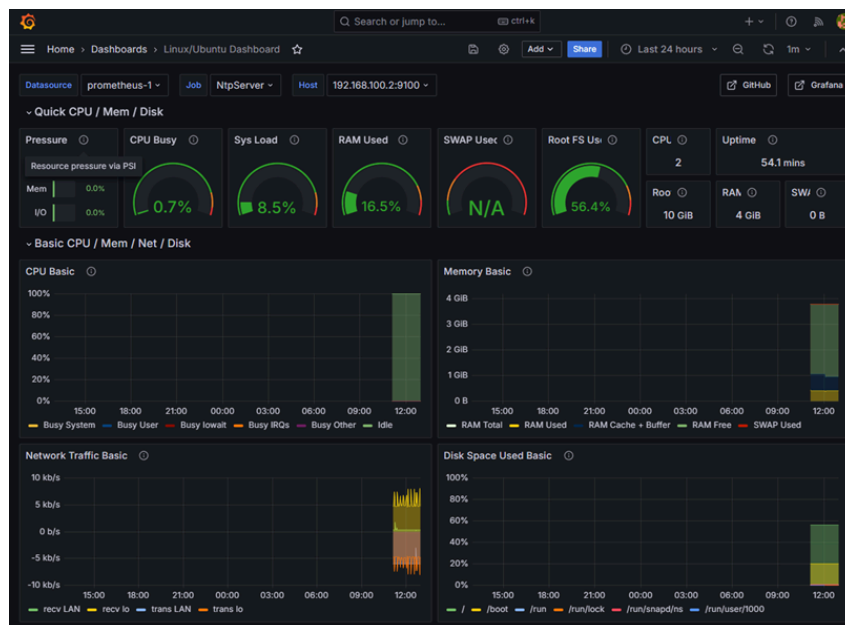 Search or jump to... ctrl+k
Home › Dashboards › Linux/Ubuntu Dashboard Add Share Last 24 hours 1m
Datasource prometheus-1 Job NtpServer Host 192.168.100.2:9100 GitHub Grafana
Quick CPU / Mem / Disk
Pressure CPU Busy Sys Load RAM Used SWAP Usec Root FS Us CPU Uptime
Resource pressure via PSI
2 54.1 mins
Mem 0.0%
I/O 0.0%
0.7% 8.5% 16.5% N/A 56.4%
Roo RAM SW
10 GiB 4 GiB 0 B
Basic CPU / Mem / Net / Disk
CPU Basic
100%
80%
60%
40%
20%
0%
15:00 18:00 21:00 00:00 03:00 06:00 09:00 12:00
Busy System Busy User Busy Iowait Busy IRQs Busy Other Idle
Memory Basic
4 GiB
3 GiB
2 GiB
1 GiB
0 B
15:00 18:00 21:00 00:00 03:00 06:00 09:00 12:00
RAM Total RAM Used RAM Cache + Buffer RAM Free SWAP Used
Network Traffic Basic
10 kb/s
5 kb/s
0 b/s
-5 kb/s
-10 kb/s
15:00 18:00 21:00 00:00 03:00 06:00 09:00 12:00
recv LAN recv lo trans LAN trans lo
Disk Space Used Basic
100%
80%
60%
40%
20%
0%
15:00 18:00 21:00 00:00 03:00 06:00 09:00 12:00
/ /boot /run /run/lock /run/snapd/ns /run/user/1000